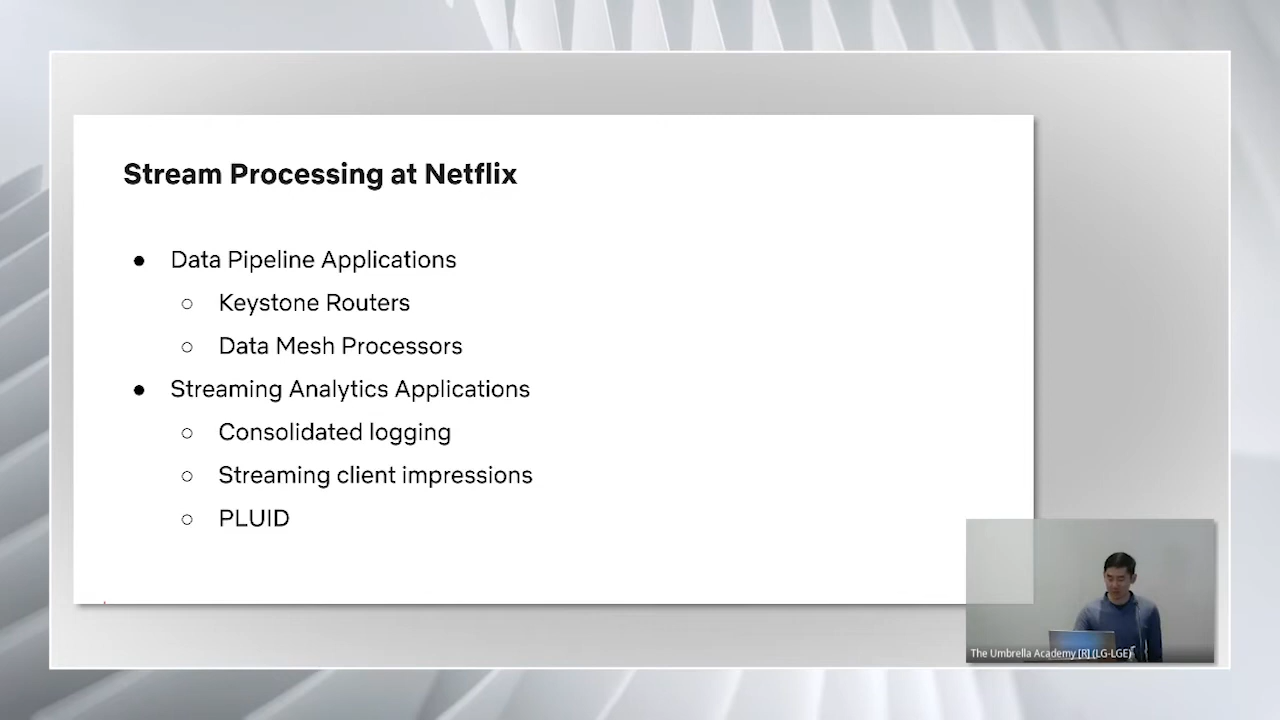 Stream Processing at Netflix
● Data Pipeline Applications
○ Keystone Routers
○ Data Mesh Processors
● Streaming Analytics Applications
○ Consolidated logging
○ Streaming client impressions
○ PLUID
The Umbrella Academy [R] (LG-LGE)